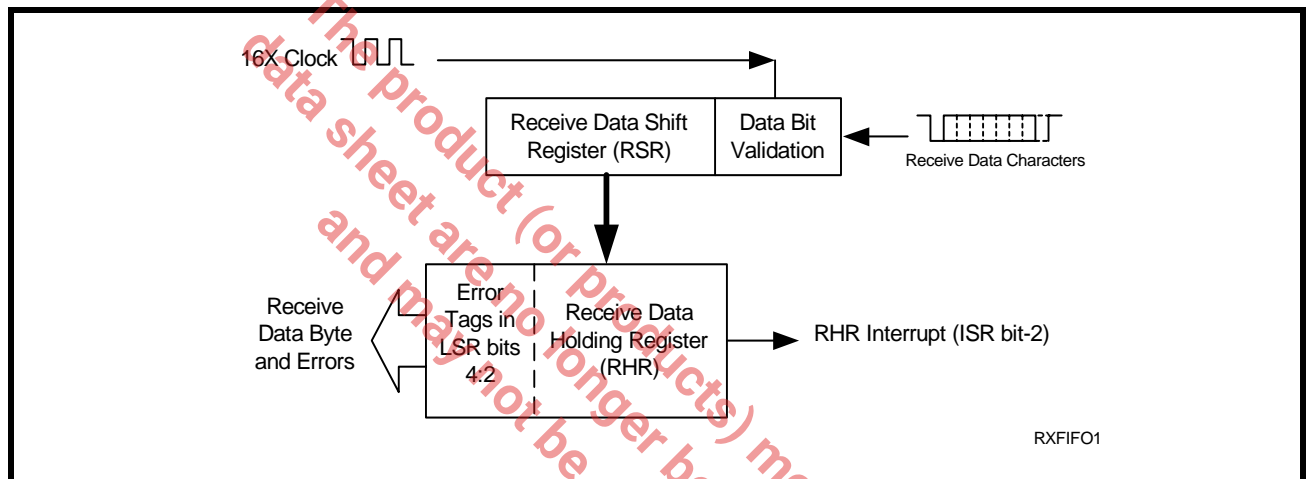 16X Clock
Receive Data Shift
Register (RSR)
Data Bit
Validation
Receive Data Characters
Receive
Data Byte
and Errors
Error
Tags in
LSR bits
4:2
Receive Data
Holding Register
(RHR)
RHR Interrupt (ISR bit-2)
RXFIFO1
The product (or products) me
data sheet are no longer be
and may not be